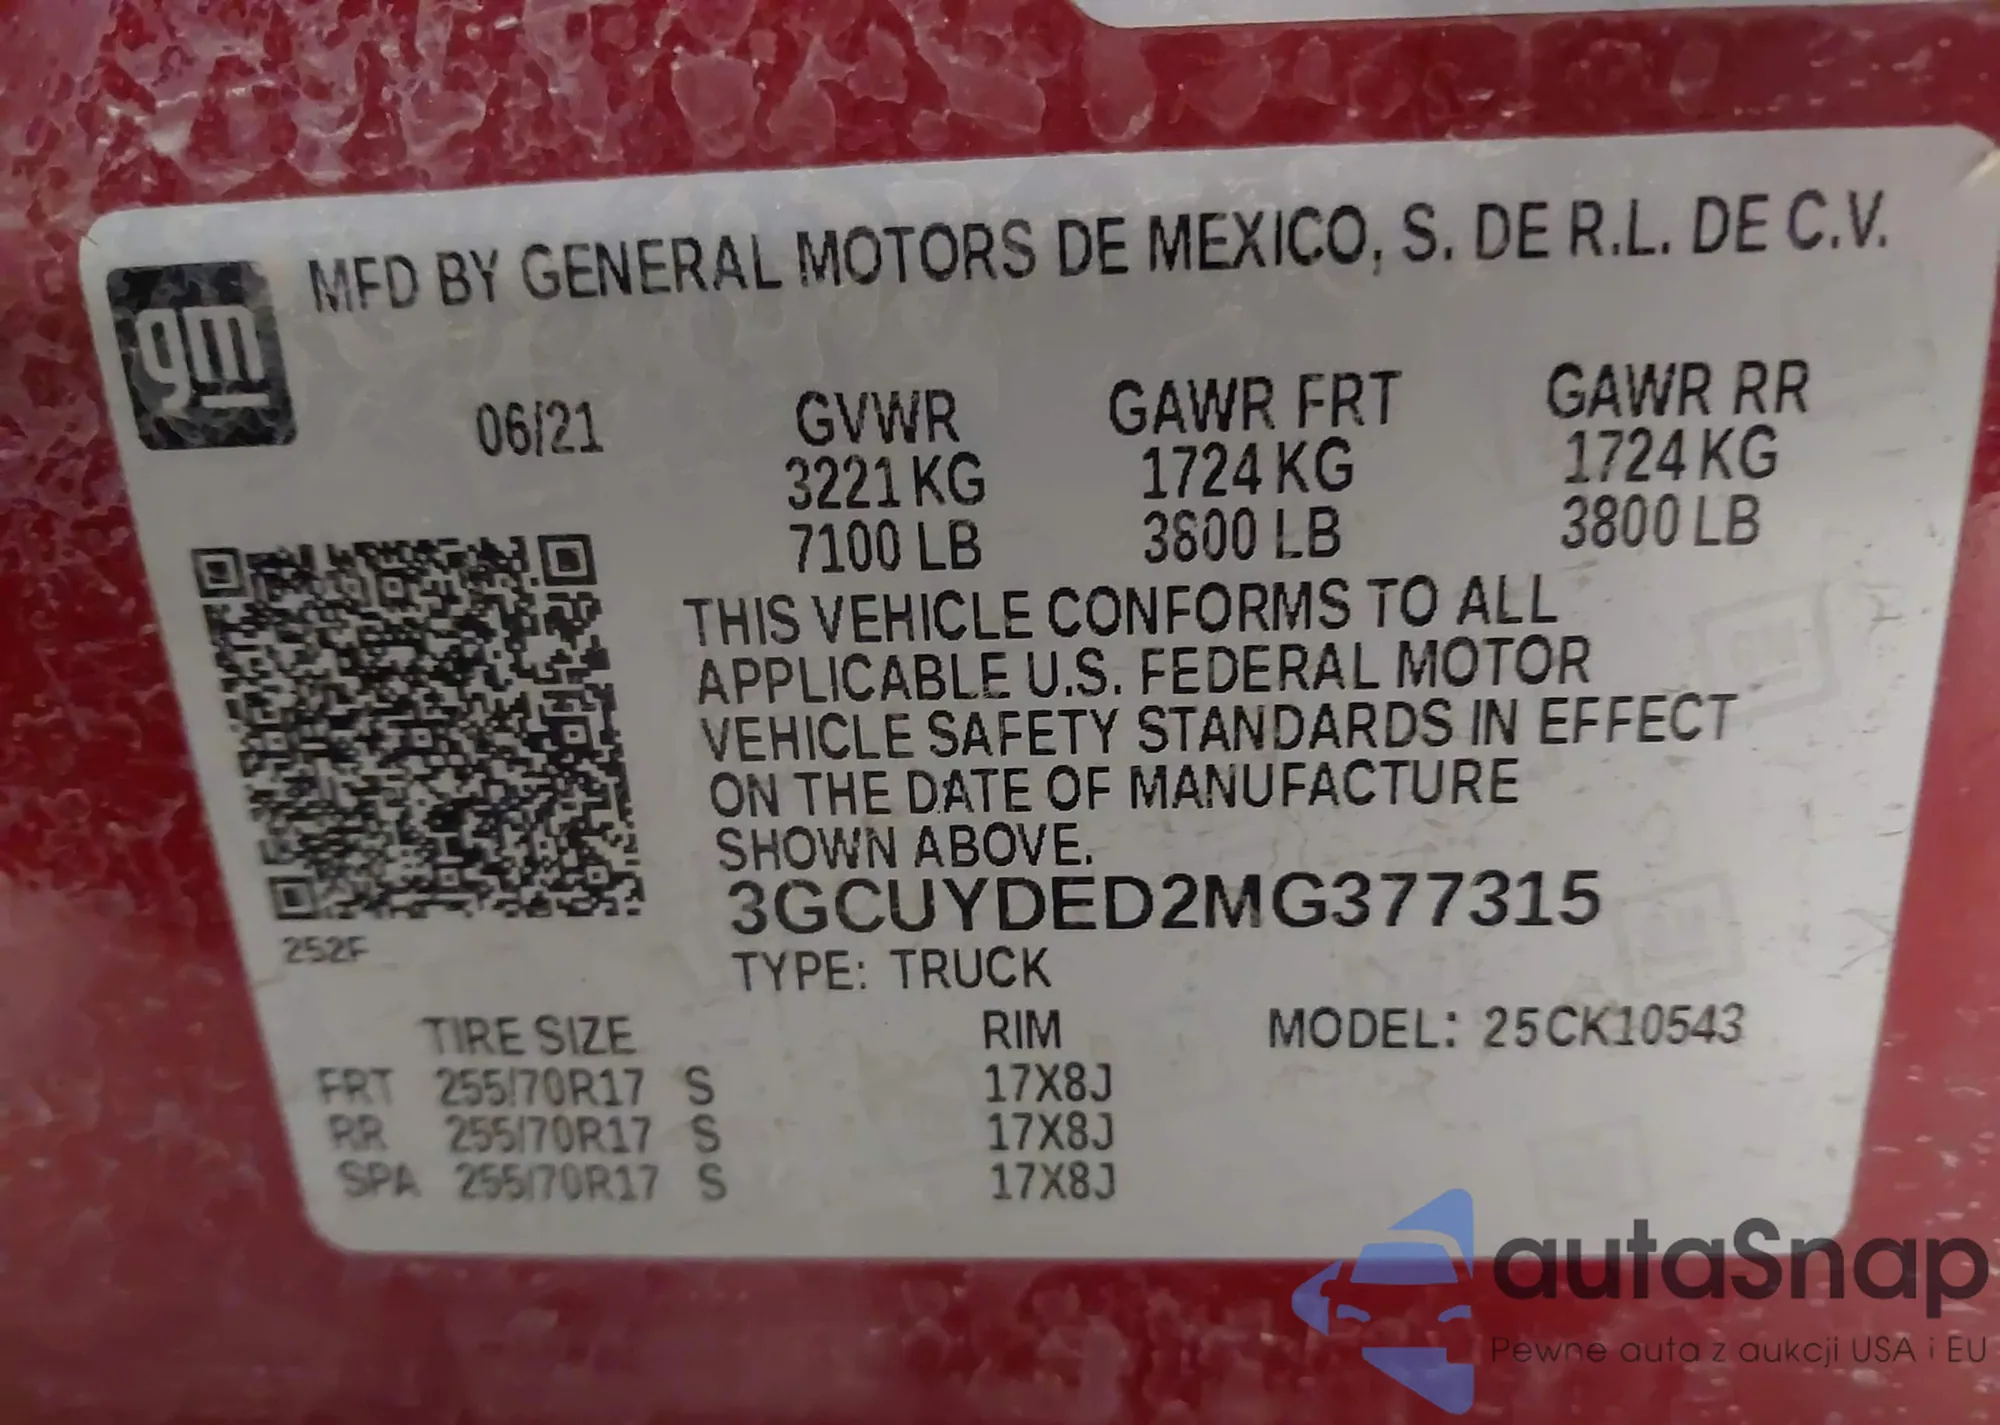 gm
MFD BY GENERAL MOTORS DE MEXICO, S. DE R.L. DE C.V.
06/21
GVWR GAWR FRT GAWR RR
3221 KG 1724 KG 1724 KG
7100 LB 3800 LB 3800 LB
THIS VEHICLE CONFORMS TO ALL
APPLICABLE U.S. FEDERAL MOTOR
VEHICLE SAFETY STANDARDS IN EFFECT
ON THE DATE OF MANUFACTURE
SHOWN ABOVE.
3GCUYDED2MG377315
252F
TYPE: TRUCK
TIRE SIZE RIM MODEL: 25CK10543
FRT 255/70R17 S 17X8J
RR 255/70R17 S 17X8J
SPA 255/70R17 S 17X8J
autaSnap
Pewne auta z aukcji USA i EU